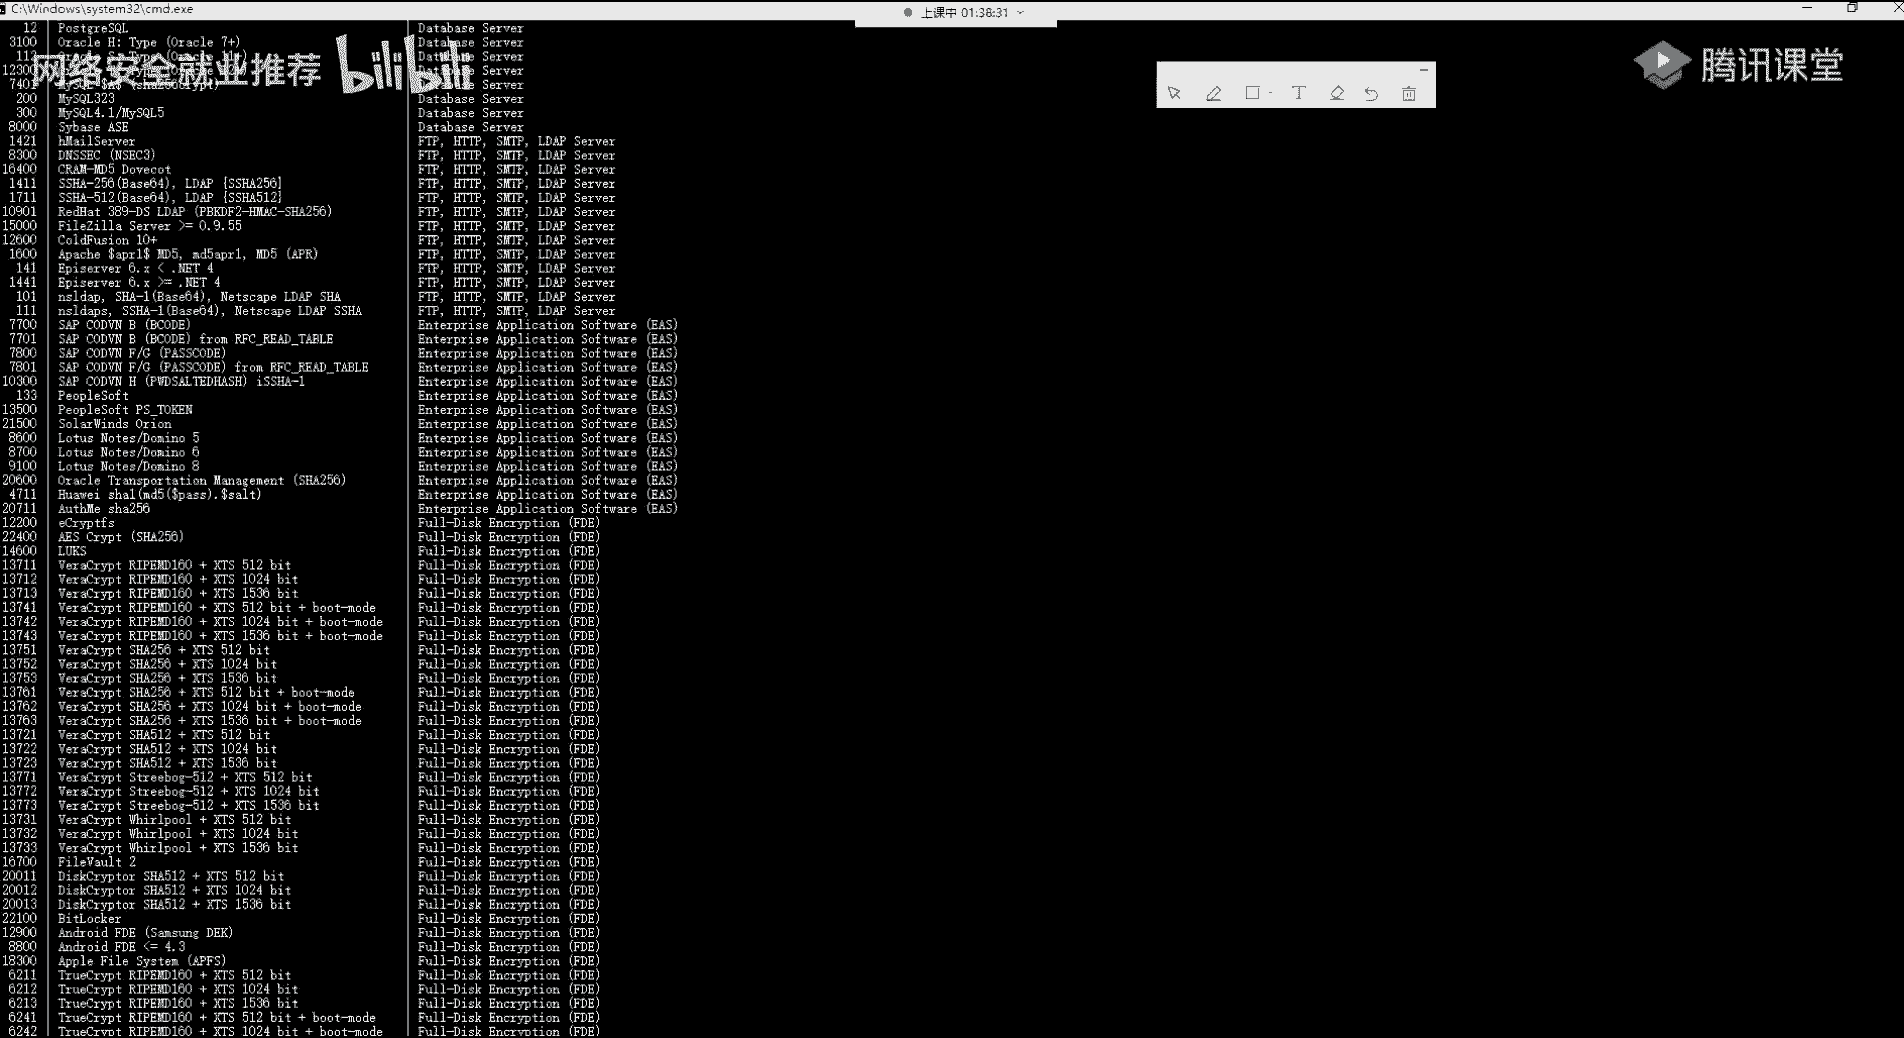 C:\Windows\system32\cmd.exe
上课中 01:38:31
网络安全就业推荐 bilibili
腾讯课堂
12 PostgreSQL Database Server
3100 Oracle H: Type (Oracle 7+) Database Server
112 Database Server
12300 Database Server
7401 Database Server
200 MySQL323 Database Server
300 MySQL4.1/MySQL5 Database Server
8000 Sybase ASE Database Server
1421 hMailServer FTP, HTTP, SMTP, LDAP Server
8300 DNSSEC (NSEC3) FTP, HTTP, SMTP, LDAP Server
16400 CRAM-MD5 Dovecot FTP, HTTP, SMTP, LDAP Server
1411 SSHA-256(Base64), LDAP {SSHA256} FTP, HTTP, SMTP, LDAP Server
1711 SSHA-512(Base64), LDAP {SSHA512} FTP, HTTP, SMTP, LDAP Server
10901 RedHat 389-DS LDAP (PBKDF2-HMAC-SHA256) FTP, HTTP, SMTP, LDAP Server
15000 FileZilla Server >= 0.9.55 FTP, HTTP, SMTP, LDAP Server
12600 ColdFusion 10+ FTP, HTTP, SMTP, LDAP Server
1600 Apache $apr1$ MD5, md5apr1, MD5 (APR) FTP, HTTP, SMTP, LDAP Server
141 Episerver 6.x < .NET 4 FTP, HTTP, SMTP, LDAP Server
1441 Episerver 6.x >= .NET 4 FTP, HTTP, SMTP, LDAP Server
101 nsldap, SHA-1(Base64), Netscape LDAP SHA FTP, HTTP, SMTP, LDAP Server
111 nsldaps, SSHA-1(Base64), Netscape LDAP SSHA FTP, HTTP, SMTP, LDAP Server
7700 SAP CODVN B (BCODE) Enterprise Application Software (EAS)
7701 SAP CODVN B (BCODE) from RFC_READ_TABLE Enterprise Application Software (EAS)
7800 SAP CODVN F/G (PASSCODE) Enterprise Application Software (EAS)
7801 SAP CODVN F/G (PASSCODE) from RFC_READ_TABLE Enterprise Application Software (EAS)
10300 SAP CODVN H (PWDSALTEDHASH) iSSHA-1 Enterprise Application Software (EAS)
133 PeopleSoft Enterprise Application Software (EAS)
13500 PeopleSoft PS_TOKEN Enterprise Application Software (EAS)
21500 SolarWinds Orion Enterprise Application Software (EAS)
8600 Lotus Notes/Domino 5 Enterprise Application Software (EAS)
8700 Lotus Notes/Domino 6 Enterprise Application Software (EAS)
9100 Lotus Notes/Domino 8 Enterprise Application Software (EAS)
20600 Oracle Transportation Management (SHA256) Enterprise Application Software (EAS)
4711 Huawei sha1(md5($pass).$salt) Enterprise Application Software (EAS)
20711 AuthMe sha256 Enterprise Application Software (EAS)
12200 eCryptfs Full-Disk Encryption (FDE)
22400 AES Crypt (SHA256) Full-Disk Encryption (FDE)
14600 LUKS Full-Disk Encryption (FDE)
13711 VeraCrypt RIPEMD160 + XTS 512 bit Full-Disk Encryption (FDE)
13712 VeraCrypt RIPEMD160 + XTS 1024 bit Full-Disk Encryption (FDE)
13713 VeraCrypt RIPEMD160 + XTS 1536 bit Full-Disk Encryption (FDE)
13741 VeraCrypt RIPEMD160 + XTS 512 bit + boot-mode Full-Disk Encryption (FDE)
13742 VeraCrypt RIPEMD160 + XTS 1024 bit + boot-mode Full-Disk Encryption (FDE)
13743 VeraCrypt RIPEMD160 + XTS 1536 bit + boot-mode Full-Disk Encryption (FDE)
13751 VeraCrypt SHA256 + XTS 512 bit Full-Disk Encryption (FDE)
13752 VeraCrypt SHA256 + XTS 1024 bit Full-Disk Encryption (FDE)
13753 VeraCrypt SHA256 + XTS 1536 bit Full-Disk Encryption (FDE)
13761 VeraCrypt SHA256 + XTS 512 bit + boot-mode Full-Disk Encryption (FDE)
13762 VeraCrypt SHA256 + XTS 1024 bit + boot-mode Full-Disk Encryption (FDE)
13763 VeraCrypt SHA256 + XTS 1536 bit + boot-mode Full-Disk Encryption (FDE)
13721 VeraCrypt SHA512 + XTS 512 bit Full-Disk Encryption (FDE)
13722 VeraCrypt SHA512 + XTS 1024 bit Full-Disk Encryption (FDE)
13723 VeraCrypt SHA512 + XTS 1536 bit Full-Disk Encryption (FDE)
13771 VeraCrypt Streebog-512 + XTS 512 bit Full-Disk Encryption (FDE)
13772 VeraCrypt Streebog-512 + XTS 1024 bit Full-Disk Encryption (FDE)
13773 VeraCrypt Streebog-512 + XTS 1536 bit Full-Disk Encryption (FDE)
13731 VeraCrypt Whirlpool + XTS 512 bit Full-Disk Encryption (FDE)
13732 VeraCrypt Whirlpool + XTS 1024 bit Full-Disk Encryption (FDE)
13733 VeraCrypt Whirlpool + XTS 1536 bit Full-Disk Encryption (FDE)
16700 FileVault 2 Full-Disk Encryption (FDE)
20011 DiskCryptor SHA512 + XTS 512 bit Full-Disk Encryption (FDE)
20012 DiskCryptor SHA512 + XTS 1024 bit Full-Disk Encryption (FDE)
20013 DiskCryptor SHA512 + XTS 1536 bit Full-Disk Encryption (FDE)
22100 BitLocker Full-Disk Encryption (FDE)
12900 Android FDE (Samsung DEK) Full-Disk Encryption (FDE)
8800 Android FDE <= 4.3 Full-Disk Encryption (FDE)
18300 Apple File System (APFS) Full-Disk Encryption (FDE)
6211 TrueCrypt RIPEMD160 + XTS 512 bit Full-Disk Encryption (FDE)
6212 TrueCrypt RIPEMD160 + XTS 1024 bit Full-Disk Encryption (FDE)
6213 TrueCrypt RIPEMD160 + XTS 1536 bit Full-Disk Encryption (FDE)
6241 TrueCrypt RIPEMD160 + XTS 512 bit + boot-mode Full-Disk Encryption (FDE)
6242 TrueCrypt RIPEMD160 + XTS 1024 bit + boot-mode Full-Disk Encryption (FDE)